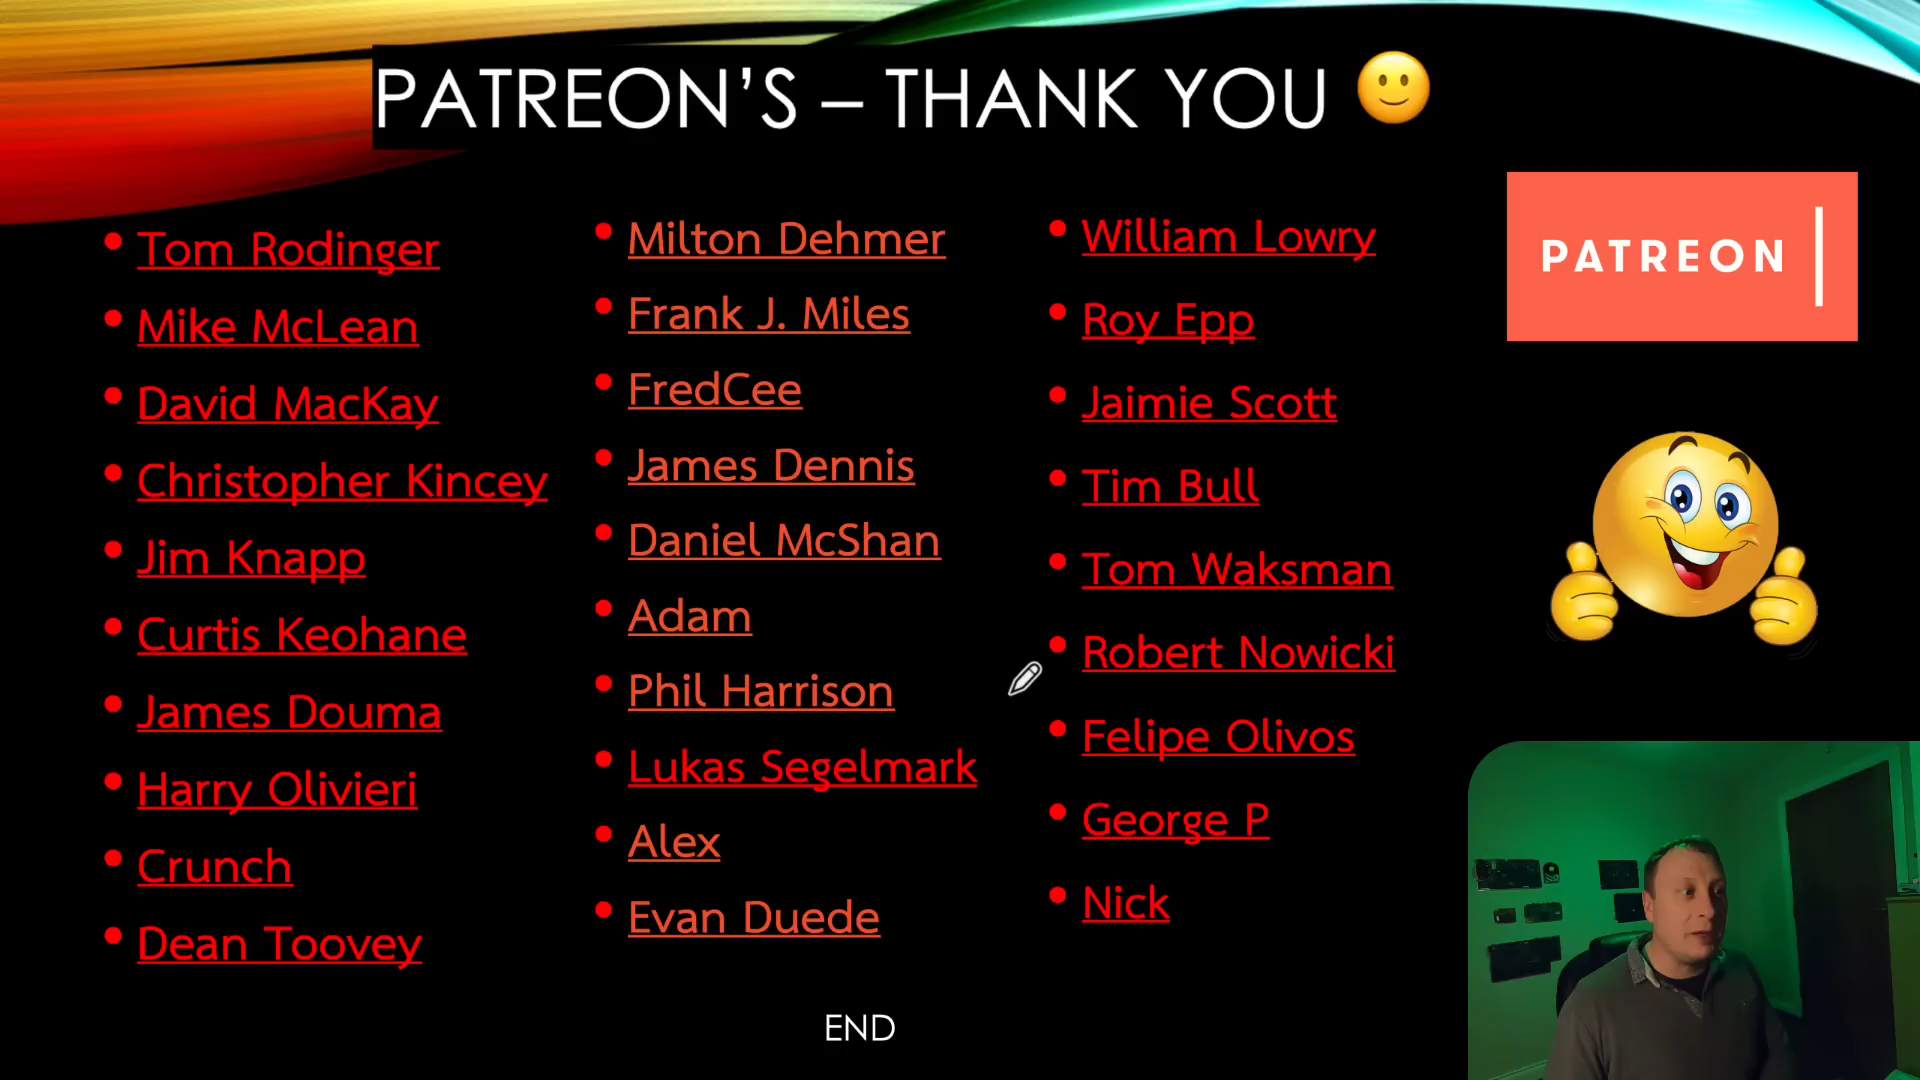 PATREON’S – THANK YOU 🙂
Tom Rodinger
Mike McLean
David MacKay
Christopher Kincey
Jim Knapp
Curtis Keohane
James Douma
Harry Olivieri
Crunch
Dean Toovey
Milton Dehmer
Frank J. Miles
FredCee
James Dennis
Daniel McShan
Adam
Phil Harrison
Lukas Segelmark
Alex
Evan Duede
William Lowry
Roy Epp
Jaimie Scott
Tim Bull
Tom Waksman
Robert Nowicki
Felipe Olivos
George P
Nick
PATREON
END